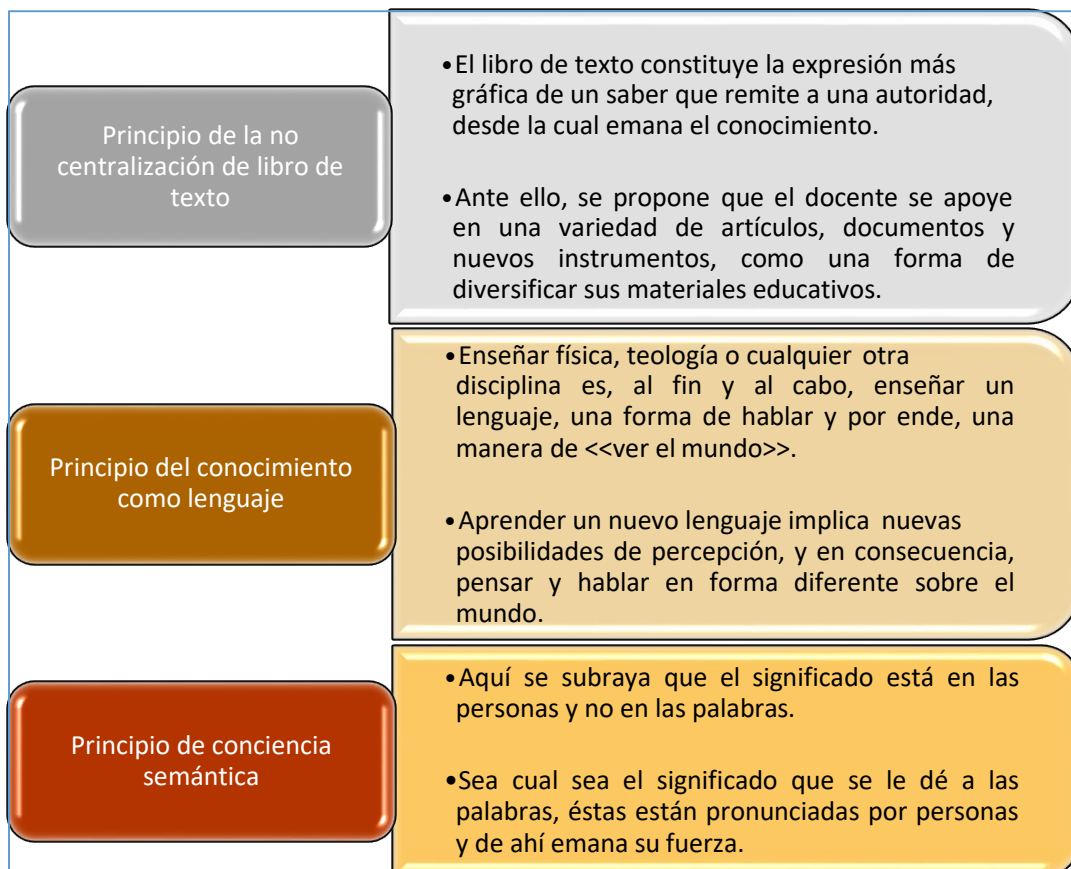 Principio de la no
centralización de libro de
texto
•El libro de texto constituye la expresión más
gráfica de un saber que remite a una autoridad,
desde la cual emana el conocimiento.
•Ante ello, se propone que el docente se apoye
en una variedad de artículos, documentos y
nuevos instrumentos, como una forma de
diversificar sus materiales educativos.
Principio del conocimiento
como lenguaje
•Enseñar física, teología o cualquier otra
disciplina es, al fin y al cabo, enseñar un
lenguaje, una forma de hablar y por ende, una
manera de <<ver el mundo>>.
•Aprender un nuevo lenguaje implica nuevas
posibilidades de percepción, y en consecuencia,
pensar y hablar en forma diferente sobre el
mundo.
Principio de conciencia
semántica
•Aquí se subraya que el significado está en las
personas y no en las palabras.
•Sea cual sea el significado que se le dé a las
palabras, éstas están pronunciadas por personas
y de ahí emana su fuerza.